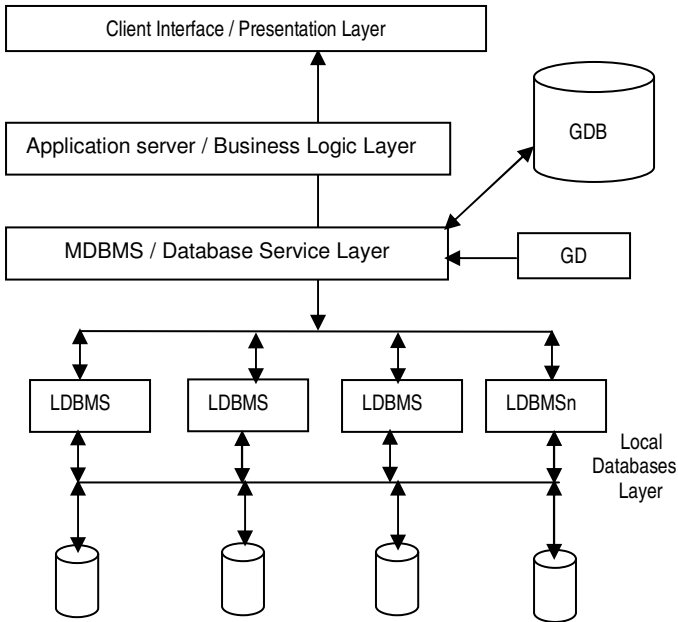 Client Interface / Presentation Layer
GDB
Application server / Business Logic Layer
MDBMS / Database Service Layer
GD
LDBMS
LDBMS
LDBMS
LDBMSn
Local
Databases
Layer